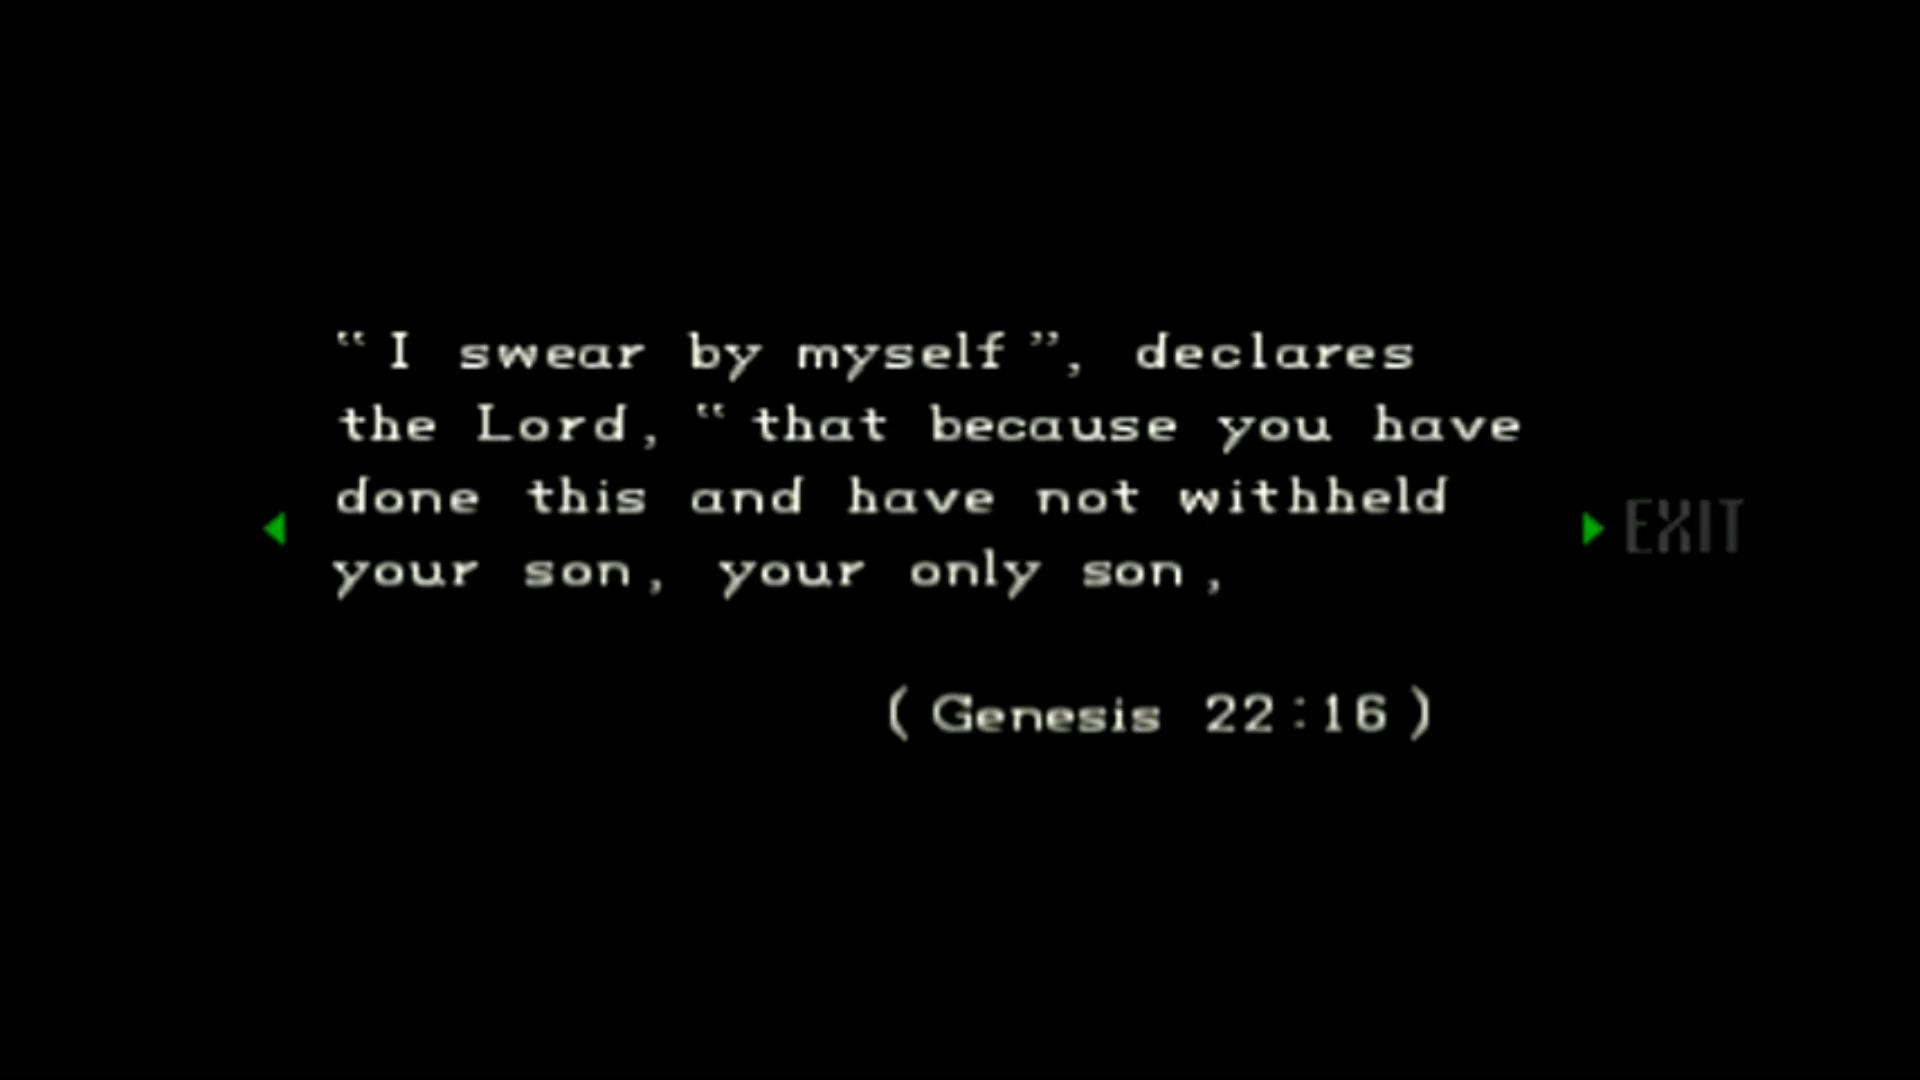 “I swear by myself”, declares
the Lord, “that because you have
done this and have not withheld
your son, your only son,
EXIT
(Genesis 22:16)